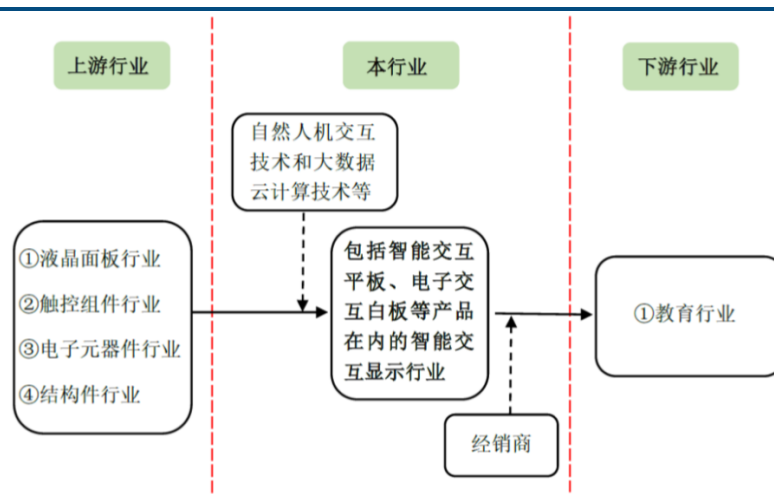 上游行业
本行业
下游行业
自然人机交互
技术和大数据
云计算技术等
①液晶面板行业
②触控组件行业
③电子元器件行业
④结构件行业
包括智能交互
平板、电子交
互白板等产品
在内的智能交
互显示行业
①教育行业
经销商